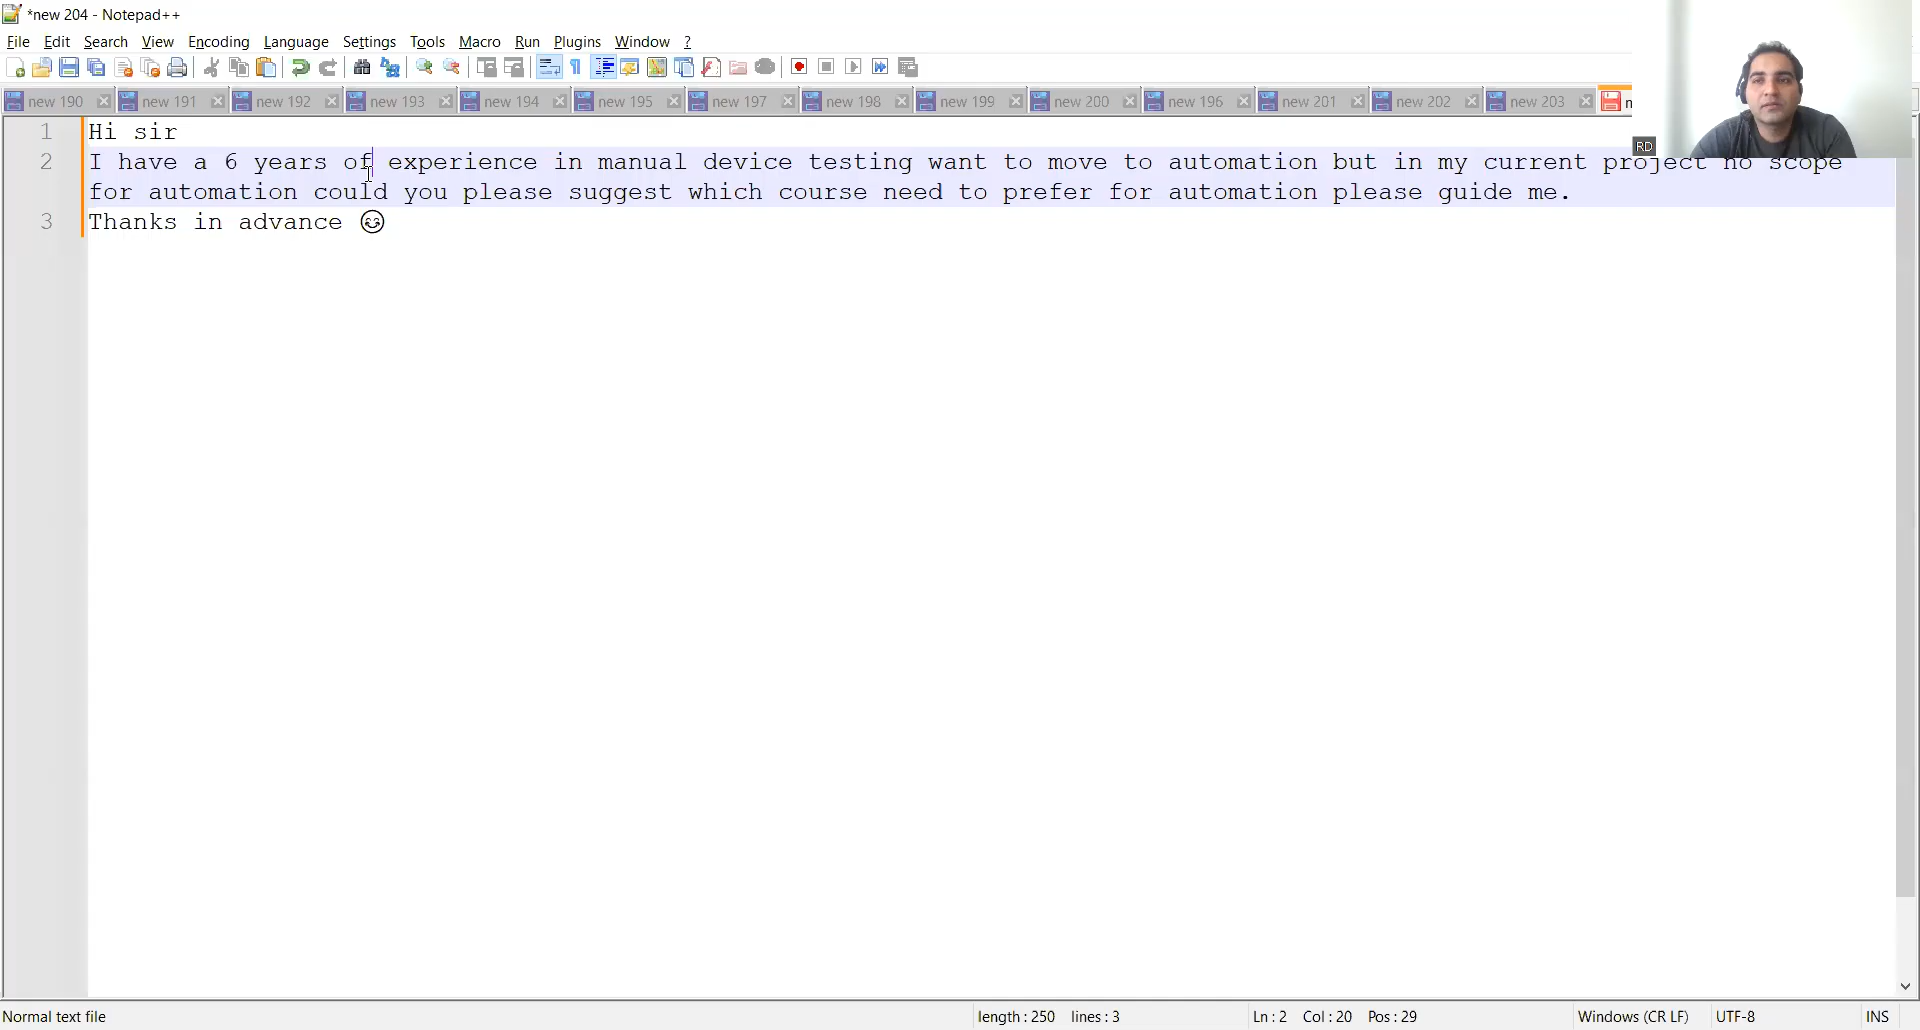 *new 204 - Notepad++
File Edit Search View Encoding Language Settings Tools Macro Run Plugins Window ?
new 190 new 191 new 192 new 193 new 194 new 195 new 197 new 198 new 199 new 200 new 196 new 201 new 202 new 203
RD
1 Hi sir
2 I have a 6 years of experience in manual device testing want to move to automation but in my current project no scope
for automation could you please suggest which course need to prefer for automation please guide me.
3 Thanks in advance 😊
Normal text file length : 250 lines : 3 Ln : 2 Col : 20 Pos : 29 Windows (CR LF) UTF-8 INS